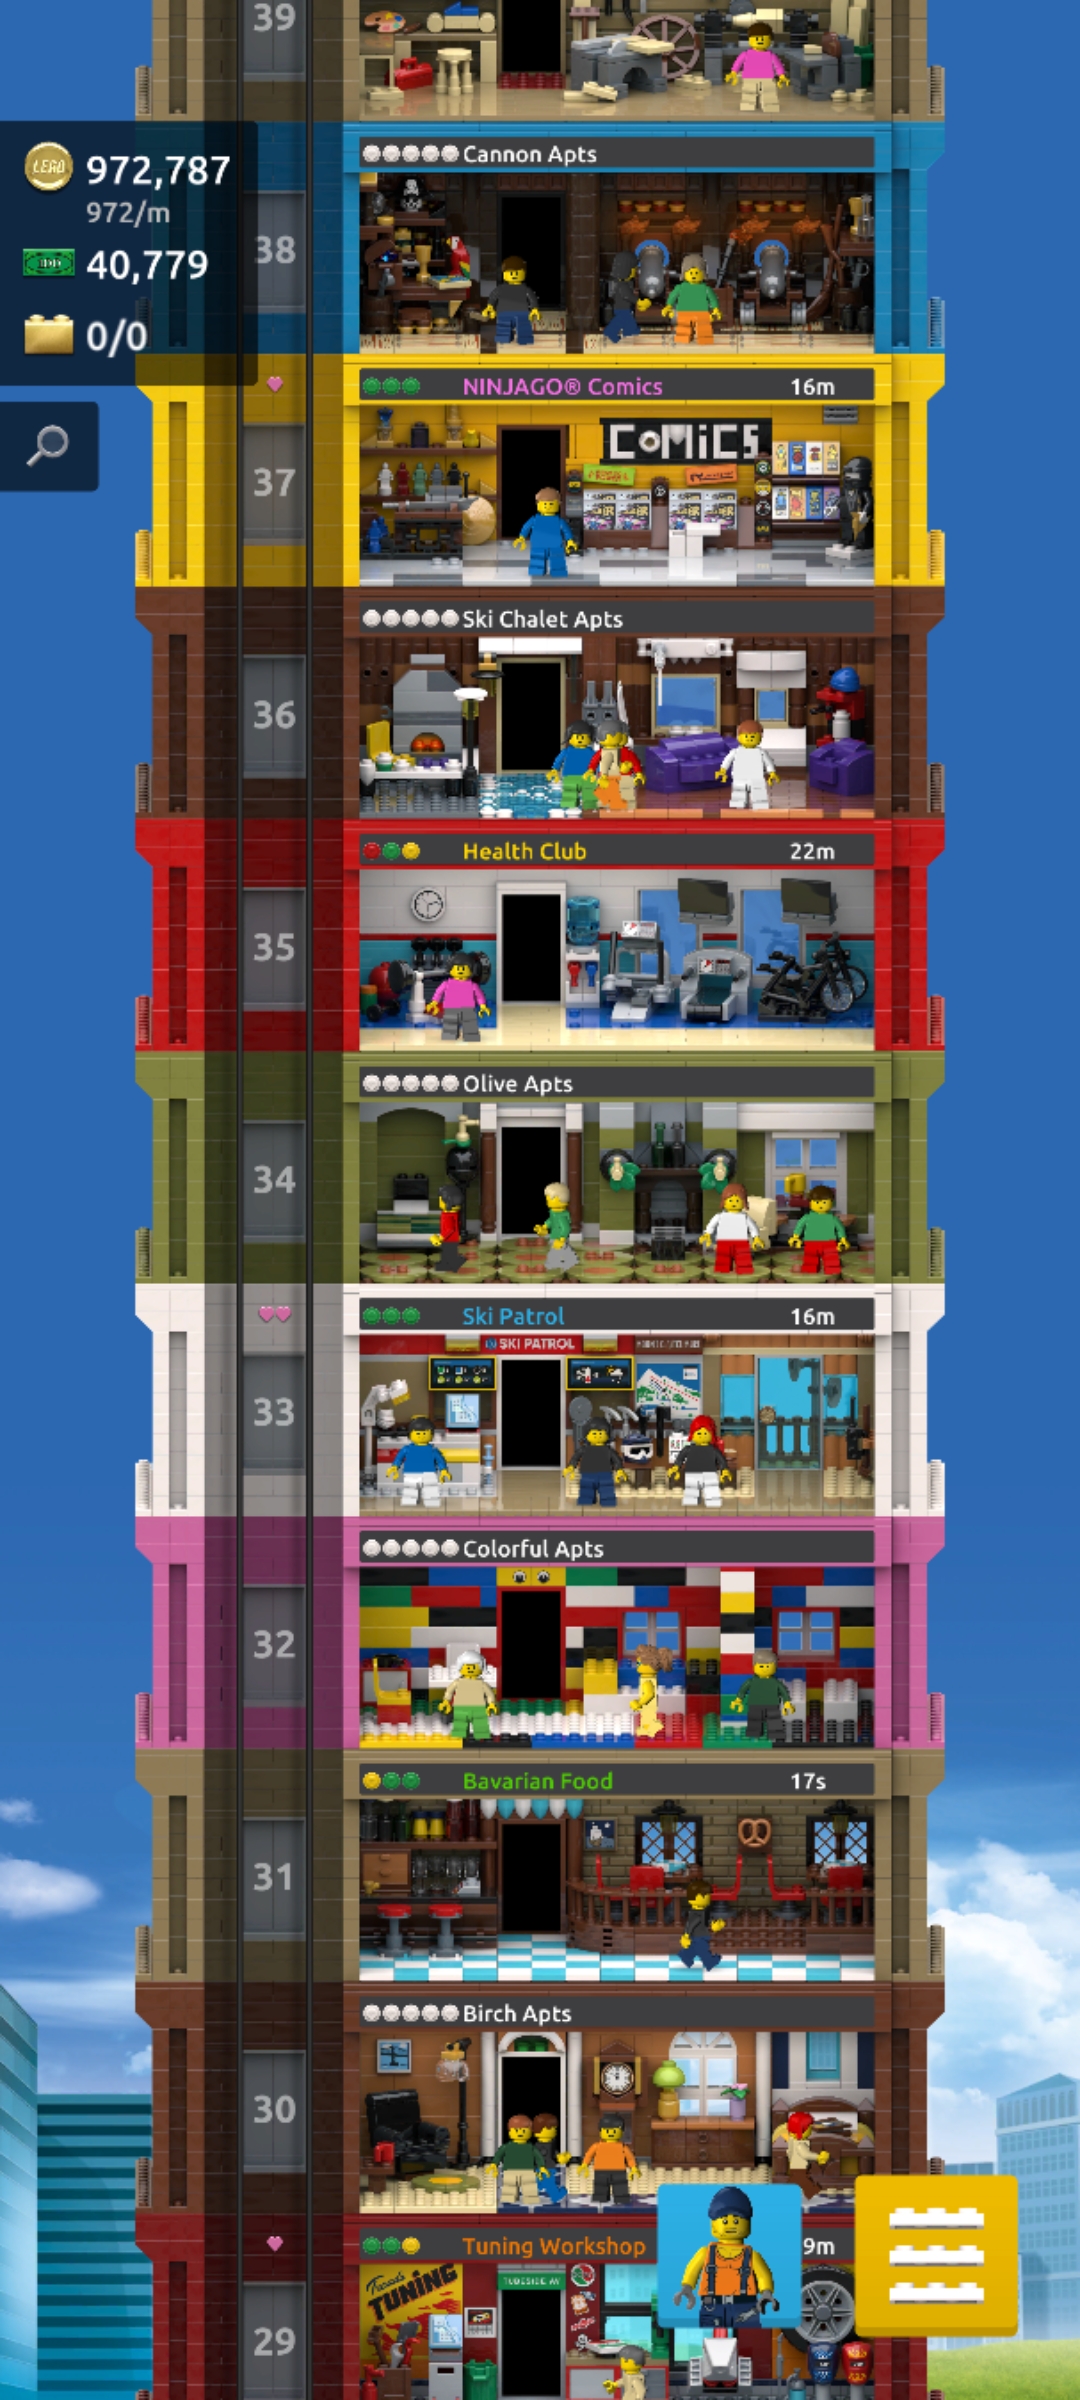 39
Cannon Apts
LEGO 972,787
972/m
38
40,779
0/0
NINJAGO® Comics 16m
COMiCS
37
Ski Chalet Apts
36
Health Club 22m
35
Olive Apts
34
Ski Patrol 16m
SKI PATROL
33
Colorful Apts
32
Bavarian Food 17s
31
Birch Apts
30
Tuning Workshop 9m
TUNING
TUBESIDE AV
29